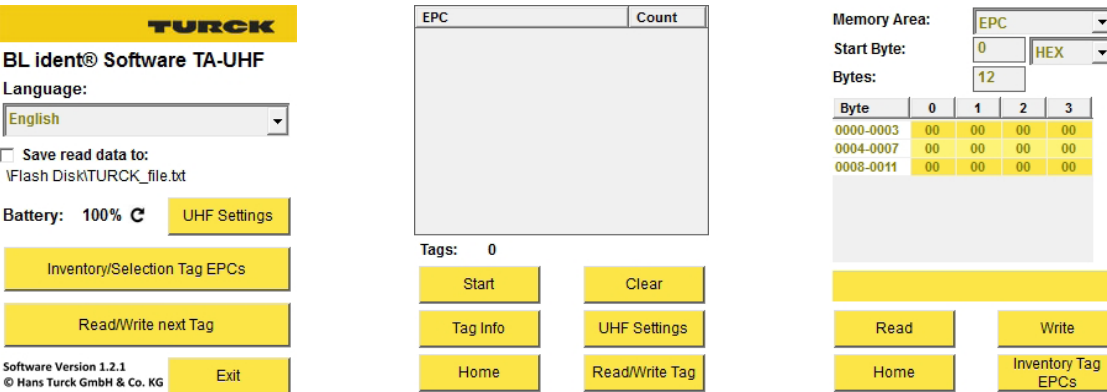 TURCK
BL ident® Software TA-UHF
Language:
English
Save read data to:
\Flash Disk\TURCK_file.txt
Battery: 100%
UHF Settings
Inventory/Selection Tag EPCs
Read/Write next Tag
Software Version 1.2.1
© Hans Turck GmbH & Co. KG
Exit
EPC Count
Tags: 0
Start Clear
Tag Info UHF Settings
Home Read/Write Tag
Memory Area: EPC
Start Byte: 0 HEX
Bytes: 12
Byte 0 1 2 3
0000-0003 00 00 00 00
0004-0007 00 00 00 00
0008-0011 00 00 00 00
Read Write
Home Inventory Tag
EPCs